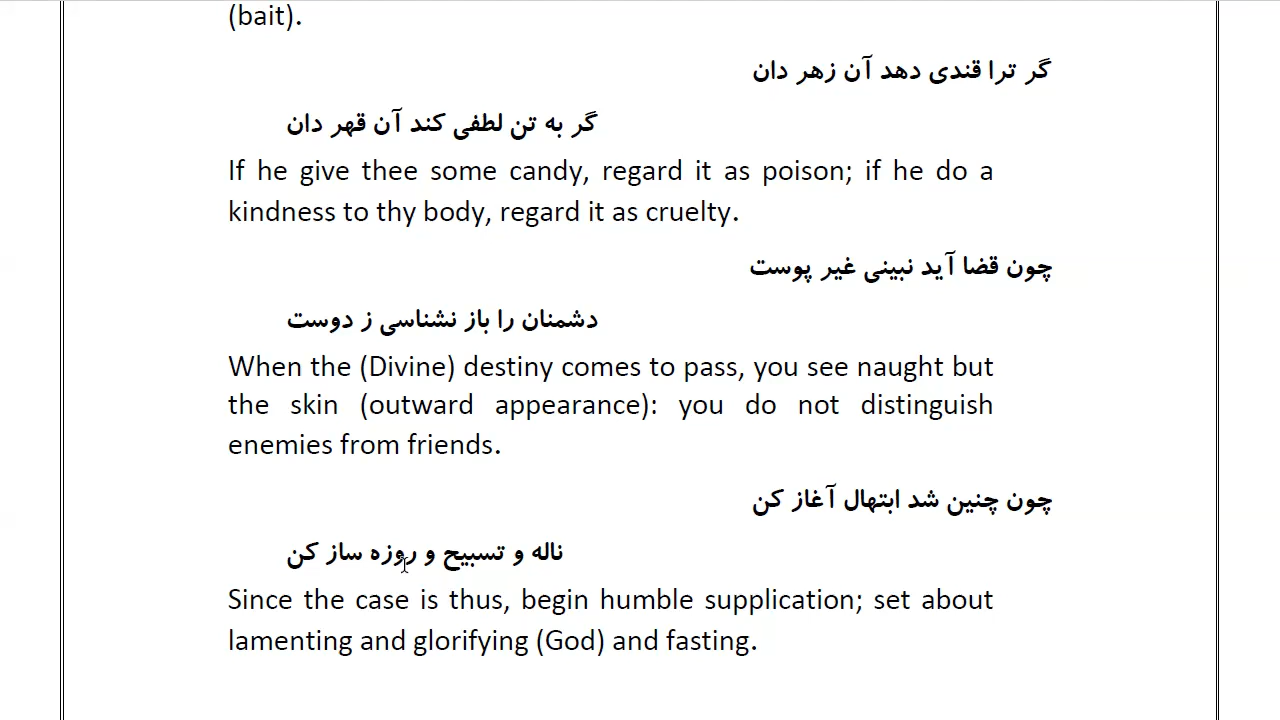 (bait).
گر ترا قندی دهد آن زهر دان
گر به تن لطفی کند آن قهر دان
If he give thee some candy, regard it as poison; if he do a
kindness to thy body, regard it as cruelty.
چون قضا آید نبینی غیر پوست
دشمنان را باز نشناسی ز دوست
When the (Divine) destiny comes to pass, you see naught but
the skin (outward appearance): you do not distinguish
enemies from friends.
چون چنین شد ابتهال آغاز کن
ناله و تسبیح و روزه ساز کن
Since the case is thus, begin humble supplication; set about
lamenting and glorifying (God) and fasting.